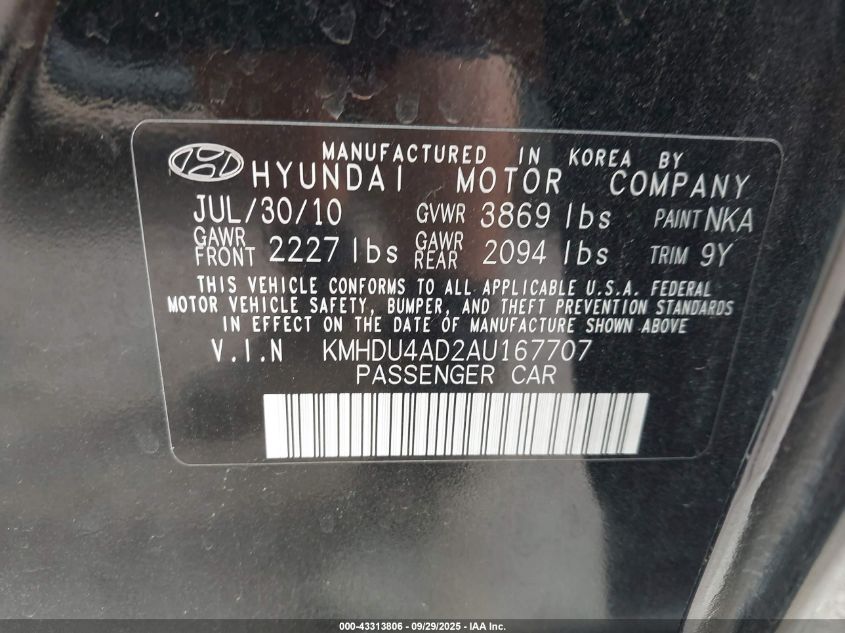 MANUFACTURED IN KOREA BY
HYUNDAI MOTOR COMPANY
JUL/30/10 GVWR 3869 lbs PAINT NKA
GAWR FRONT 2227 lbs GAWR REAR 2094 lbs TRIM 9Y
THIS VEHICLE CONFORMS TO ALL APPLICABLE U.S.A. FEDERAL
MOTOR VEHICLE SAFETY, BUMPER, AND THEFT PREVENTION STANDARDS
IN EFFECT ON THE DATE OF MANUFACTURE SHOWN ABOVE
V.I.N KMHDU4AD2AU167707
PASSENGER CAR
000-43313806 - 09/29/2025 - IAA Inc.